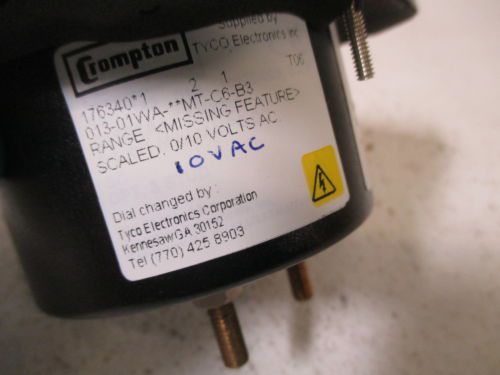 Crompton
Supplied by
TYCO Electronics Inc
T06
176340*1 2 1
013-01WA-**MT-C6-B3
RANGE <MISSING FEATURE>
SCALED. 0/10 VOLTS AC.
10VAC
Dial changed by :
Tyco Electronics Corporation
Kennesaw GA 30152
Tel (770) 425 8903